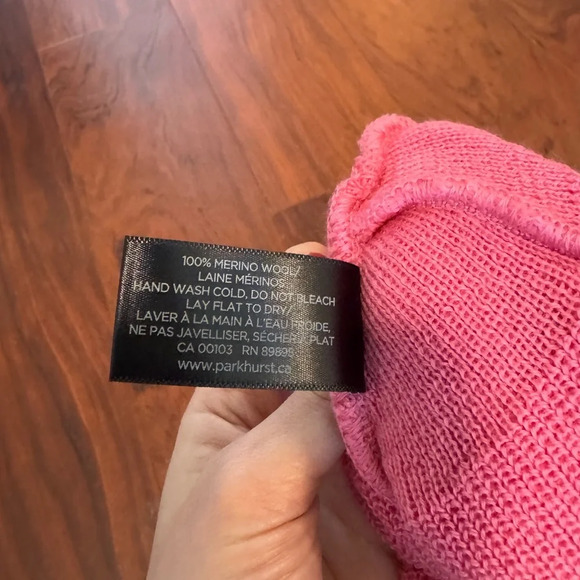 100% MERINO WOOL/
LAINE MÉRINOS
HAND WASH COLD, DO NOT BLEACH
LAY FLAT TO DRY/
LAVER À LA MAIN À L'EAU FROIDE,
NE PAS JAVELLISER, SÉCHER À PLAT
CA 00103 RN 89898
www.parkhurst.ca